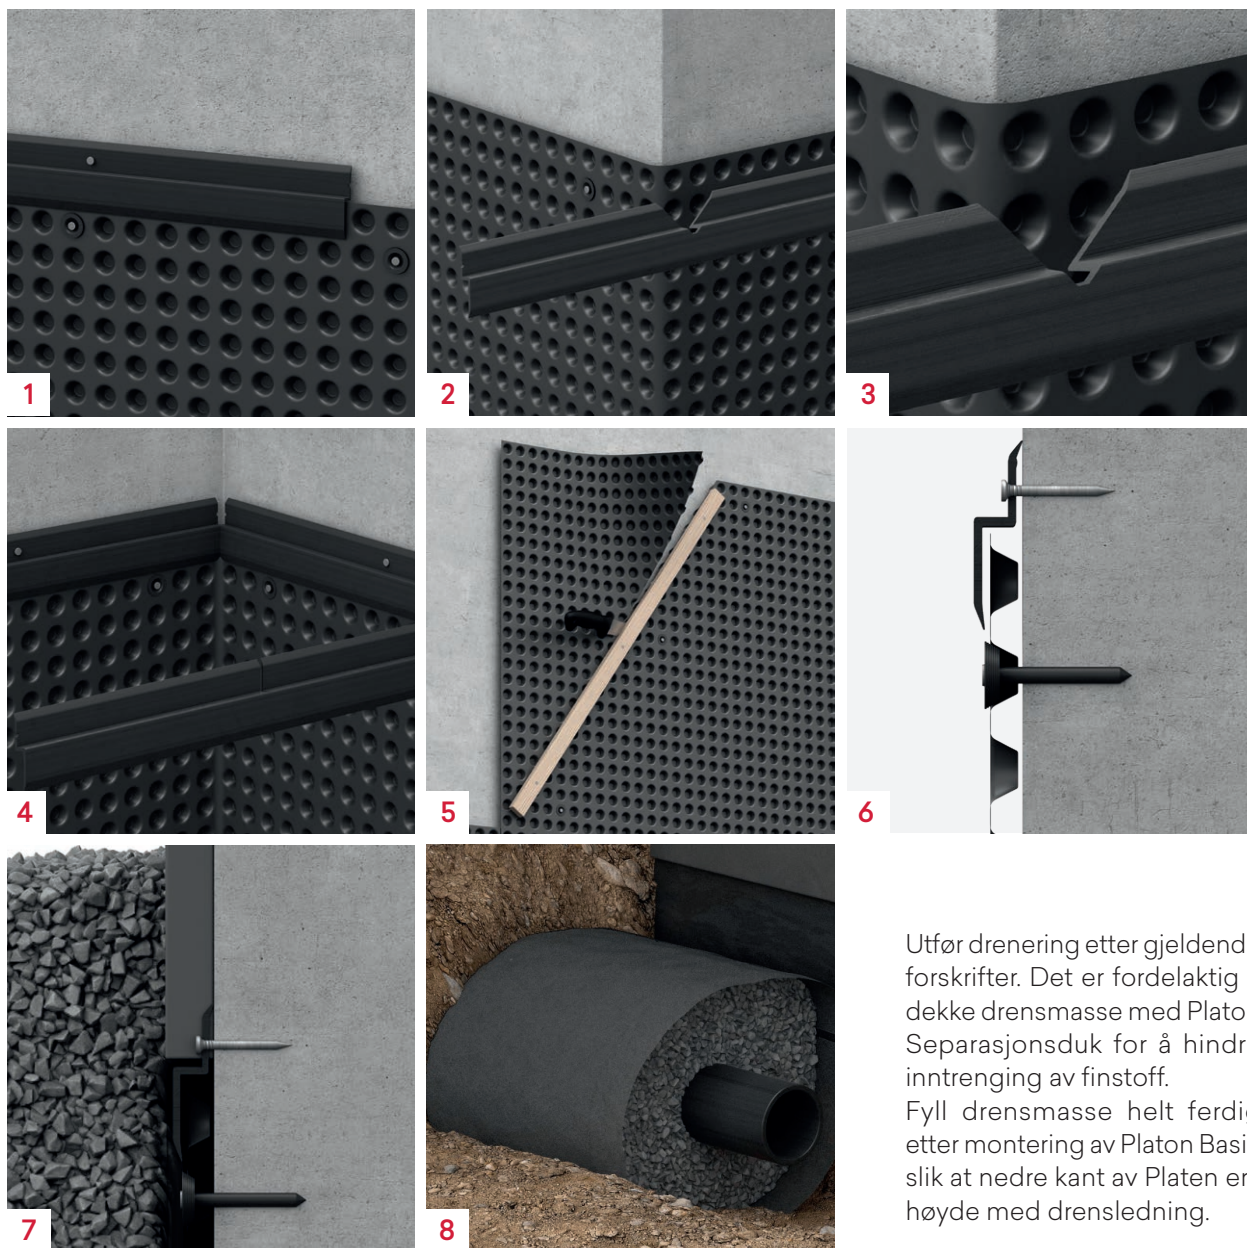 1
2
3
4
5
6
7
8
Utfør drenering etter gjeldend
forskrifter. Det er fordelaktig
dekke drensmasse med Plato
Separasjonsduk for å hindr
inntrenging av finstoff.
Fyll drensmasse helt ferdig
etter montering av Platon Basi
slik at nedre kant av Platen er
høyde med drensledning.